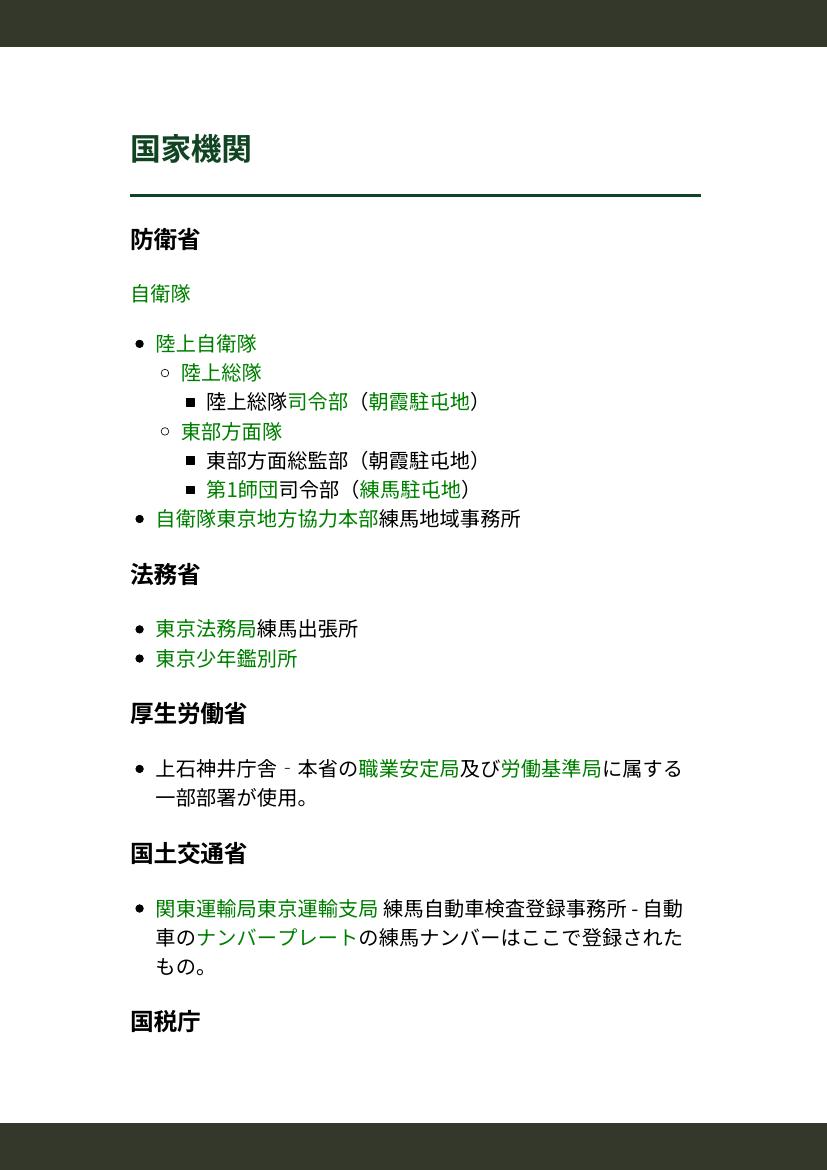 国家機関
防衛省
自衛隊
陸上自衛隊
陸上総隊
陸上総隊司令部（朝霞駐屯地）
東部方面隊
東部方面総監部（朝霞駐屯地）
第1師団司令部（練馬駐屯地）
自衛隊東京地方協力本部練馬地域事務所
法務省
東京法務局練馬出張所
東京少年鑑別所
厚生労働省
上石神井庁舎‐本省の職業安定局及び労働基準局に属する
一部部署が使用。
国土交通省
関東運輸局東京運輸支局 練馬自動車検査登録事務所 - 自動
車のナンバープレートの練馬ナンバーはここで登録された
もの。
国税庁